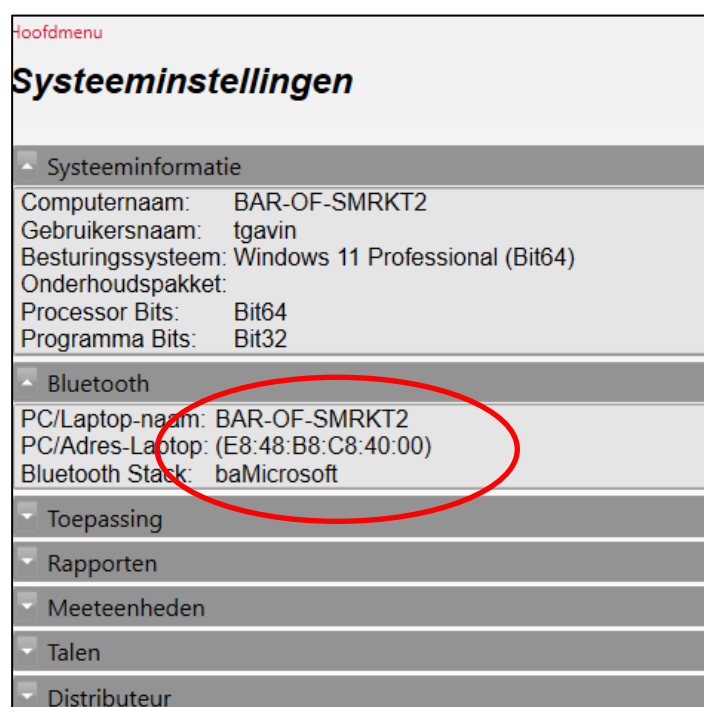 Hoofdmenu
Systeeminstellingen
Systeeminformatie
Computernaam: BAR-OF-SMRKT2
Gebruikersnaam: tgavin
Besturingssysteem: Windows 11 Professional (Bit64)
Onderhoudspakket:
Processor Bits: Bit64
Programma Bits: Bit32
Bluetooth
PC/Laptop-naam: BAR-OF-SMRKT2
PC/Adres-Laptop: (E8:48:B8:C8:40:00)
Bluetooth Stack: baMicrosoft
Toepassing
Rapporten
Meeteenheden
Talen
Distributeur